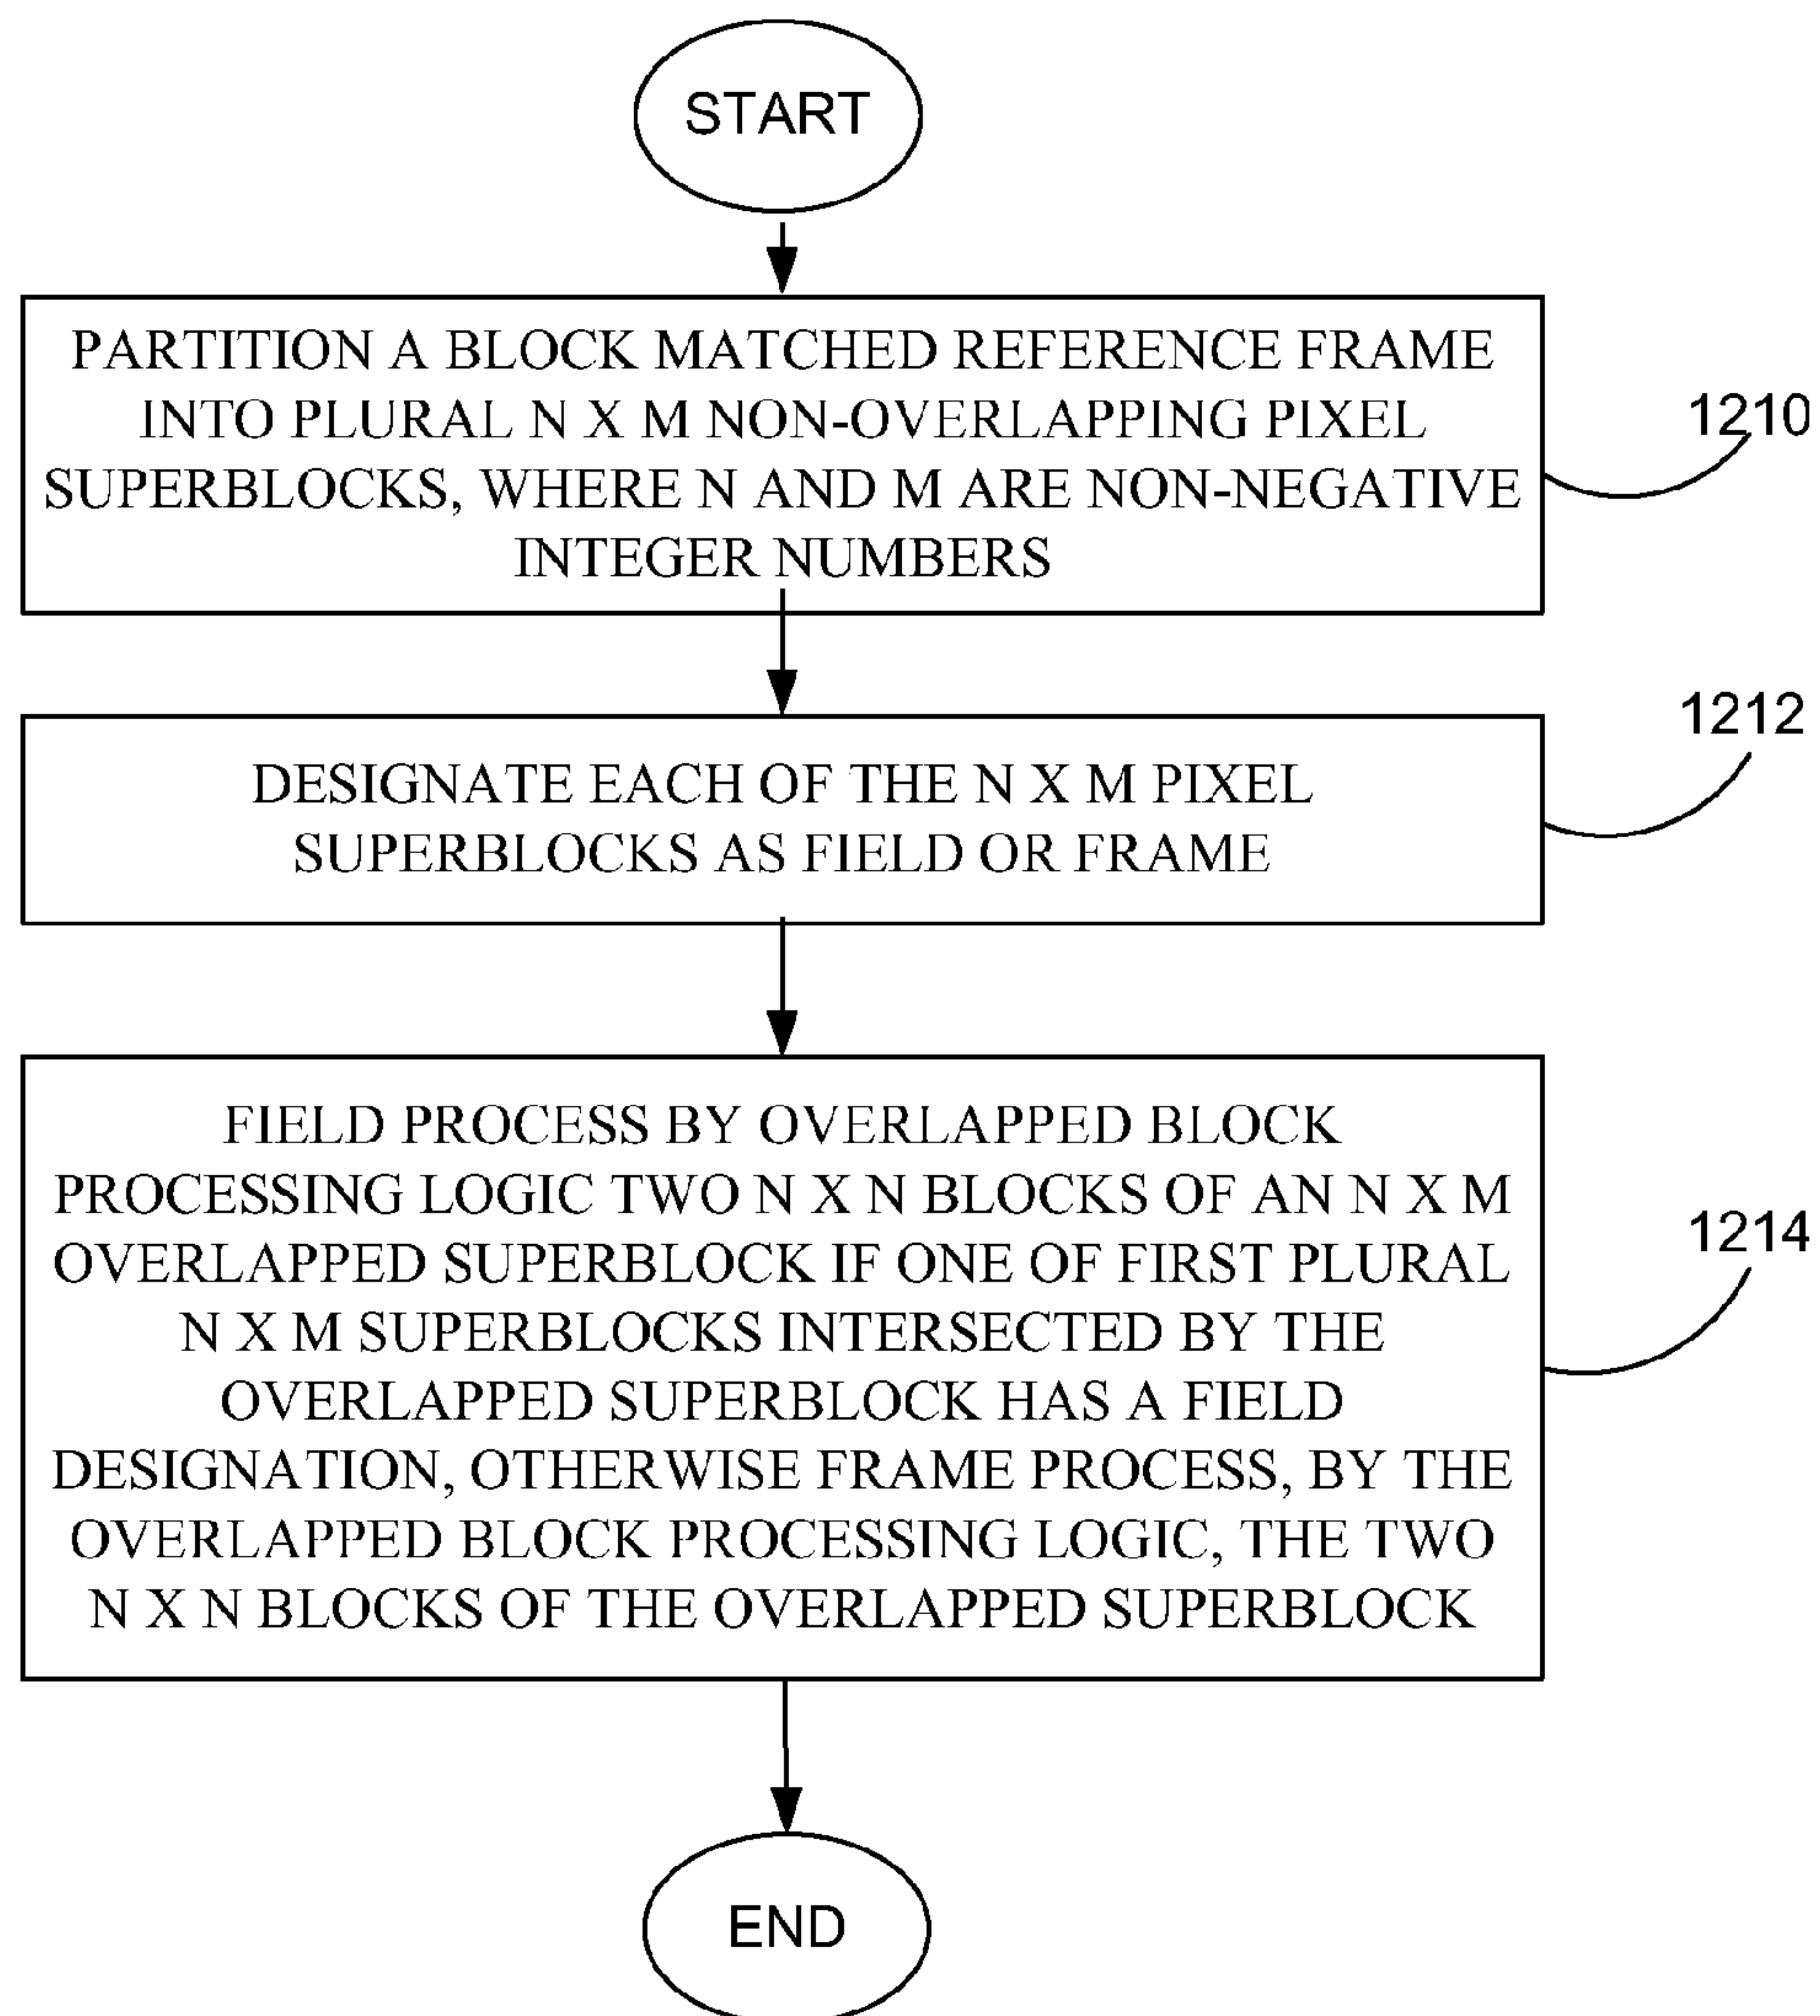 START
PARTITION A BLOCK MATCHED REFERENCE FRAME
INTO PLURAL N X M NON-OVERLAPPING PIXEL
SUPERBLOCKS, WHERE N AND M ARE NON-NEGATIVE
INTEGER NUMBERS
1210
DESIGNATE EACH OF THE N X M PIXEL
SUPERBLOCKS AS FIELD OR FRAME
1212
FIELD PROCESS BY OVERLAPPED BLOCK
PROCESSING LOGIC TWO N X N BLOCKS OF AN N X M
OVERLAPPED SUPERBLOCK IF ONE OF FIRST PLURAL
N X M SUPERBLOCKS INTERSECTED BY THE
OVERLAPPED SUPERBLOCK HAS A FIELD
DESIGNATION, OTHERWISE FRAME PROCESS, BY THE
OVERLAPPED BLOCK PROCESSING LOGIC, THE TWO
N X N BLOCKS OF THE OVERLAPPED SUPERBLOCK
1214
END